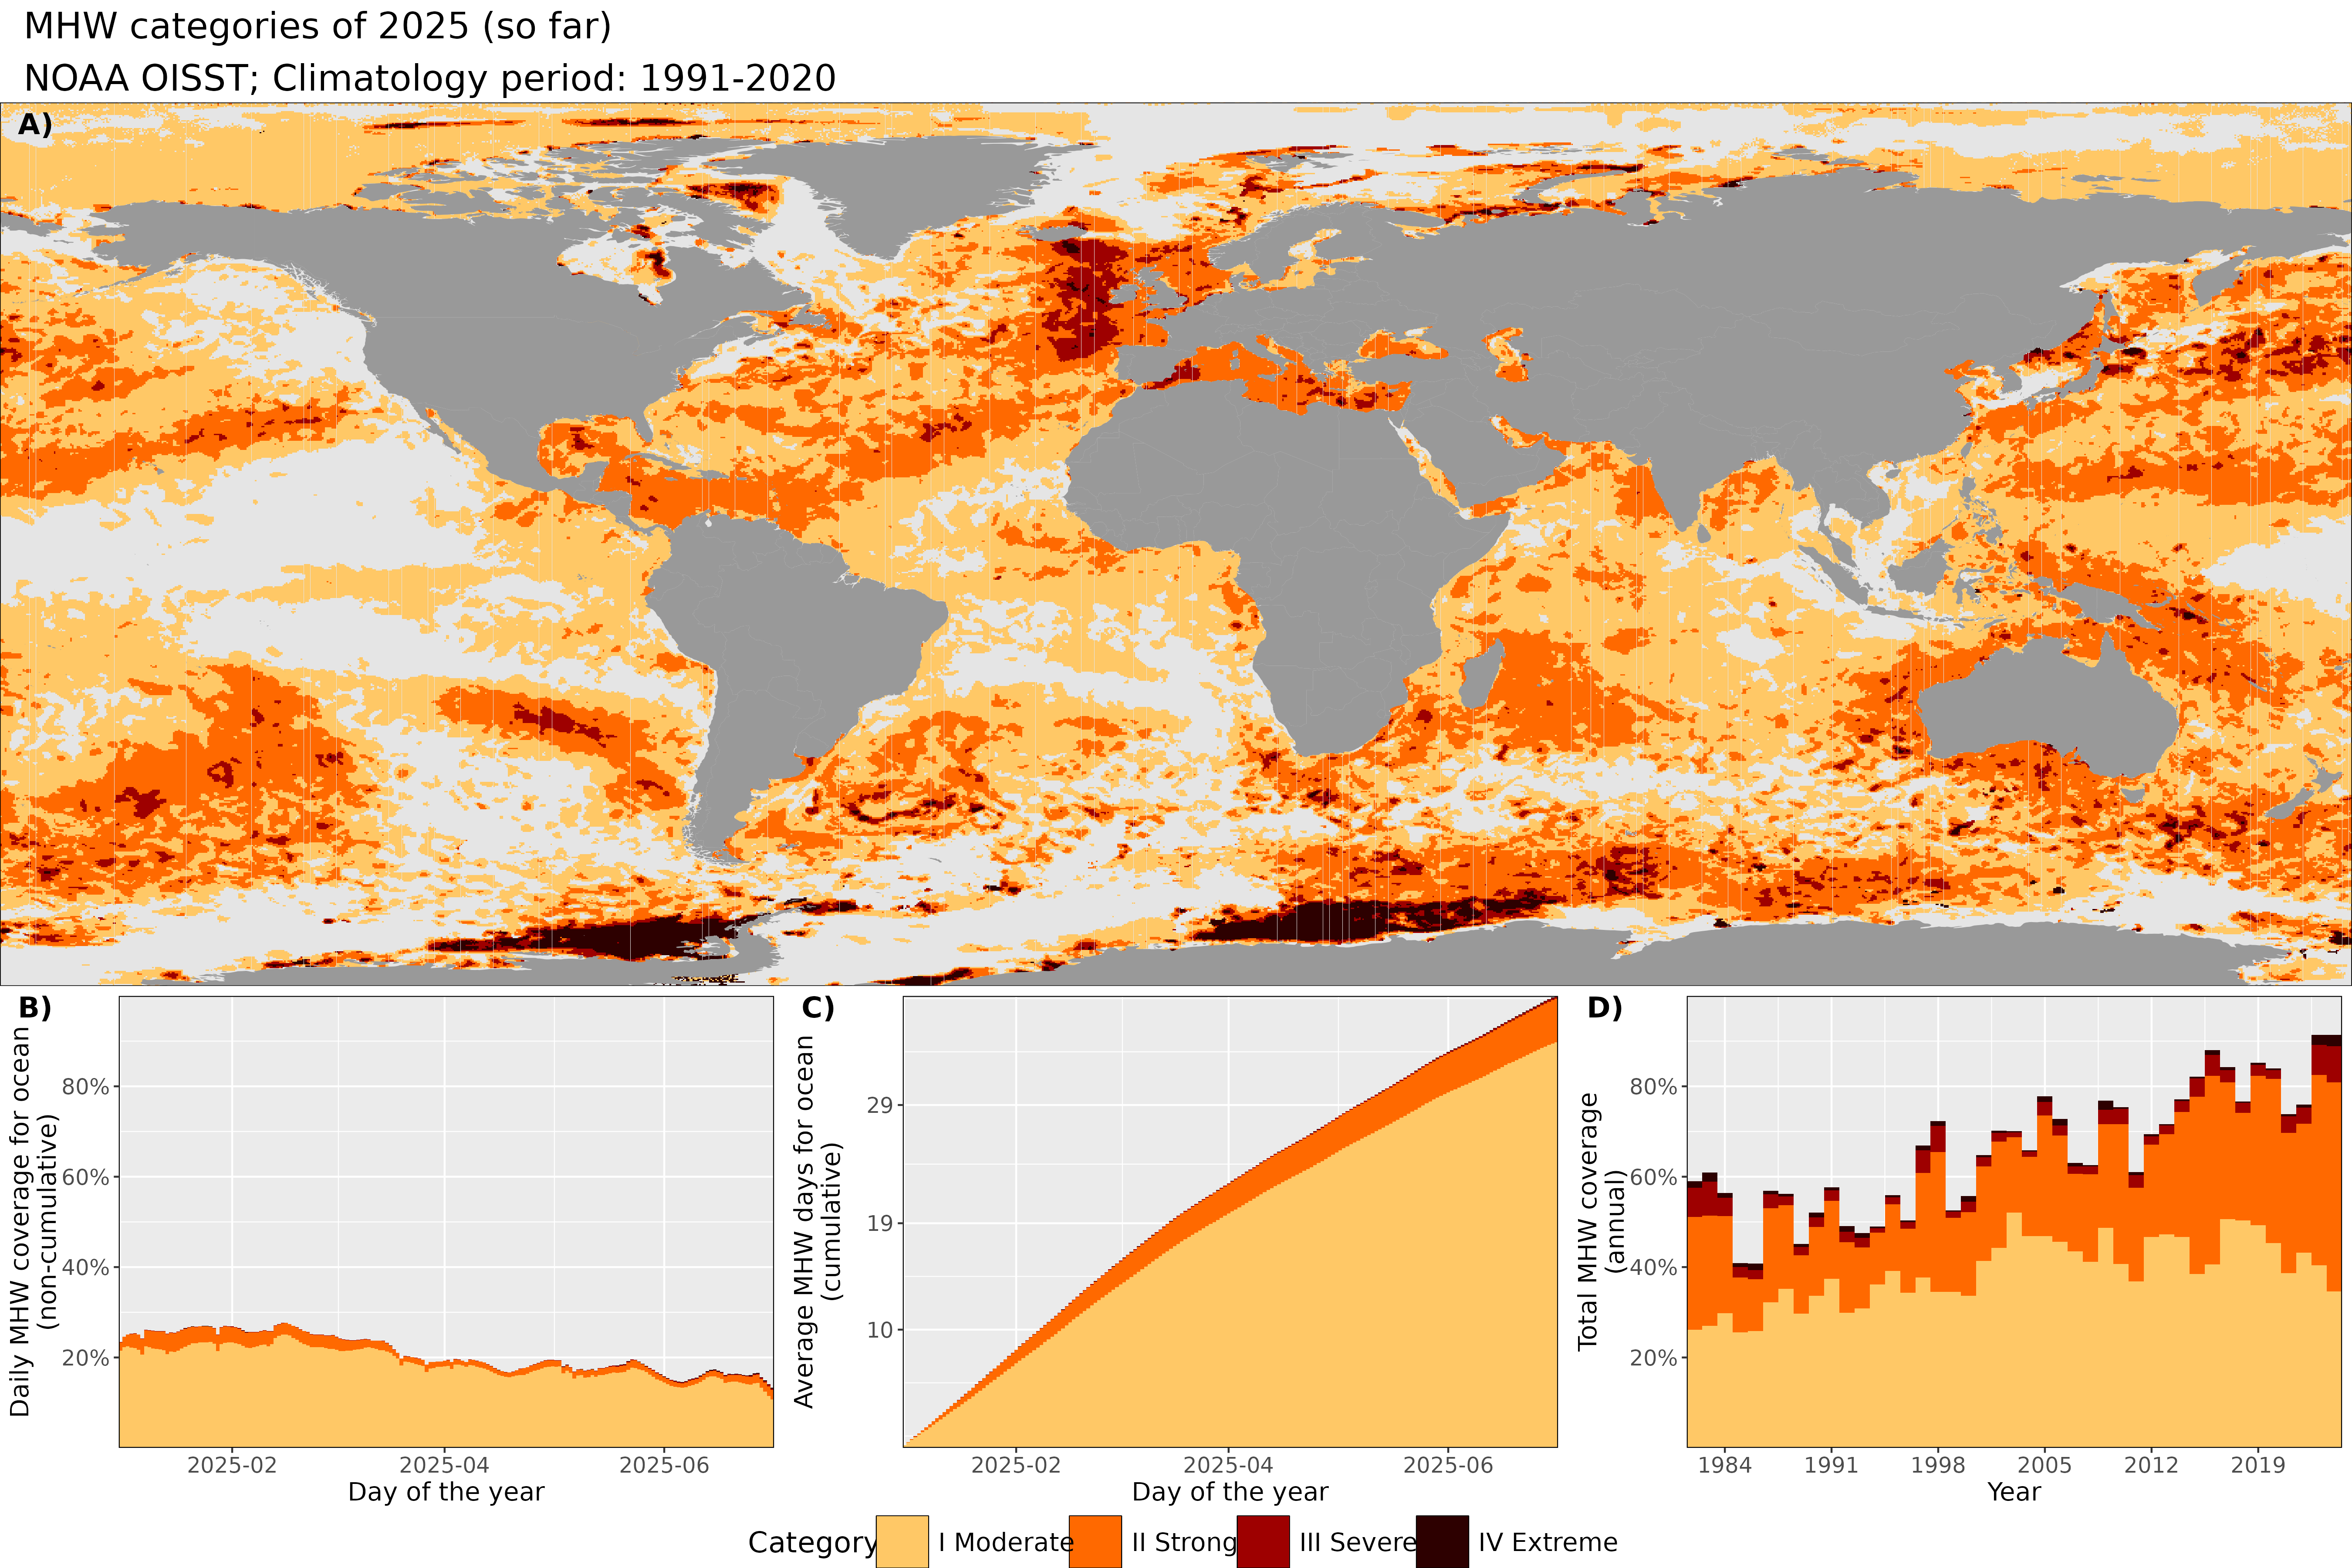 MHW categories of 2025 (so far)
NOAA OISST; Climatology period: 1991-2020
A)
B)
Daily MHW coverage for ocean
(non-cumulative)
80%
60%
40%
20%
2025-02
2025-04
2025-06
Day of the year
C)
Average MHW days for ocean
(cumulative)
29
19
10
2025-02
2025-04
2025-06
Day of the year
D)
Total MHW coverage
(annual)
80%
60%
40%
20%
1984
1991
1998
2005
2012
2019
Year
Category
I Moderate
II Strong
III Severe
IV Extreme